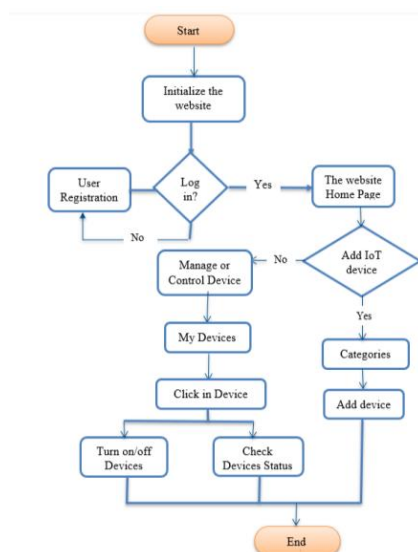 Start
Initialize the
website
User
Registration
Log
in?
Yes
The website
Home Page
No
Manage or
Control Device
No
Add IoT
device
My Devices
Yes
Categories
Click in Device
Add device
Turn on/off
Devices
Check
Devices Status
End